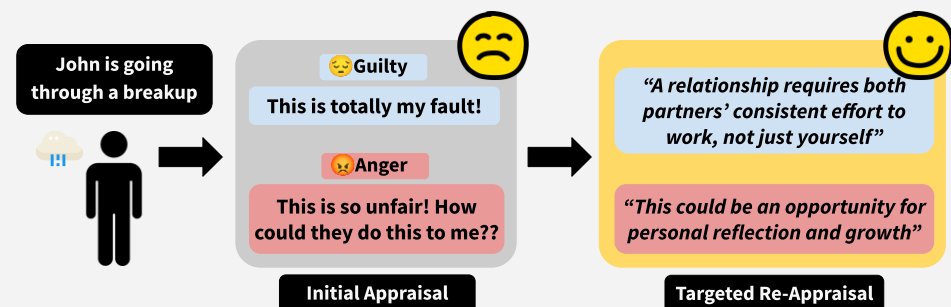 John is going
through a breakup
😔Guilty
This is totally my fault!
😡Anger
This is so unfair! How
could they do this to me??
Initial Appraisal
“A relationship requires both
partners’ consistent effort to
work, not just yourself”
“This could be an opportunity for
personal reflection and growth”
Targeted Re-Appraisal